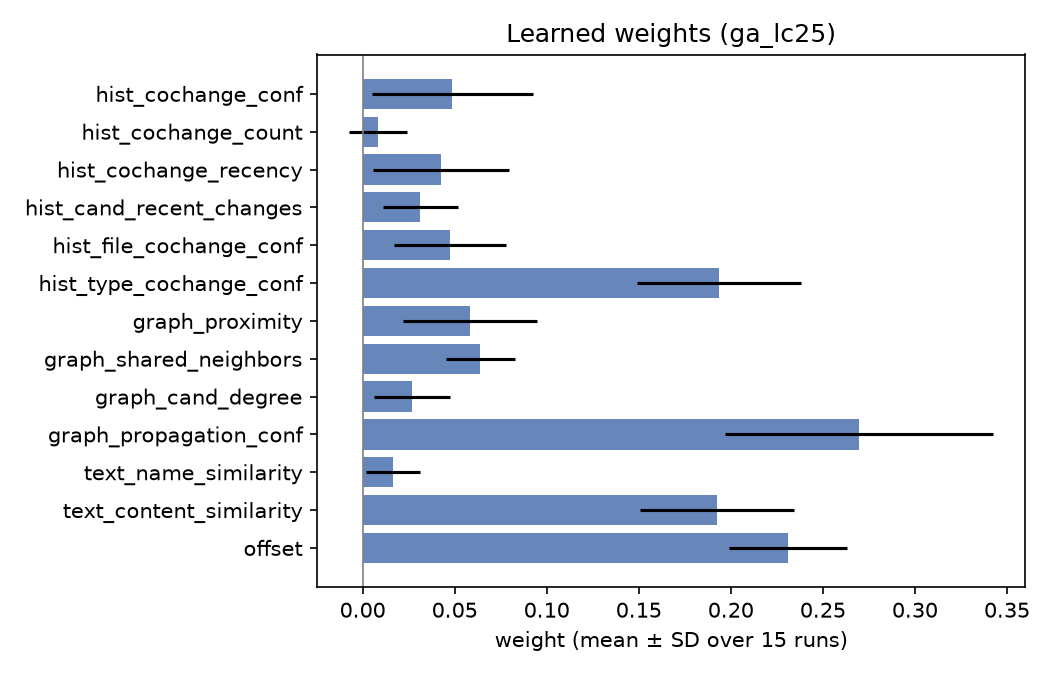 Learned weights (ga_lc25)
hist_cochange_conf
hist_cochange_count
hist_cochange_recency
hist_cand_recent_changes
hist_file_cochange_conf
hist_type_cochange_conf
graph_proximity
graph_shared_neighbors
graph_cand_degree
graph_propagation_conf
text_name_similarity
text_content_similarity
offset
0.00 0.05 0.10 0.15 0.20 0.25 0.30 0.35
weight (mean ± SD over 15 runs)